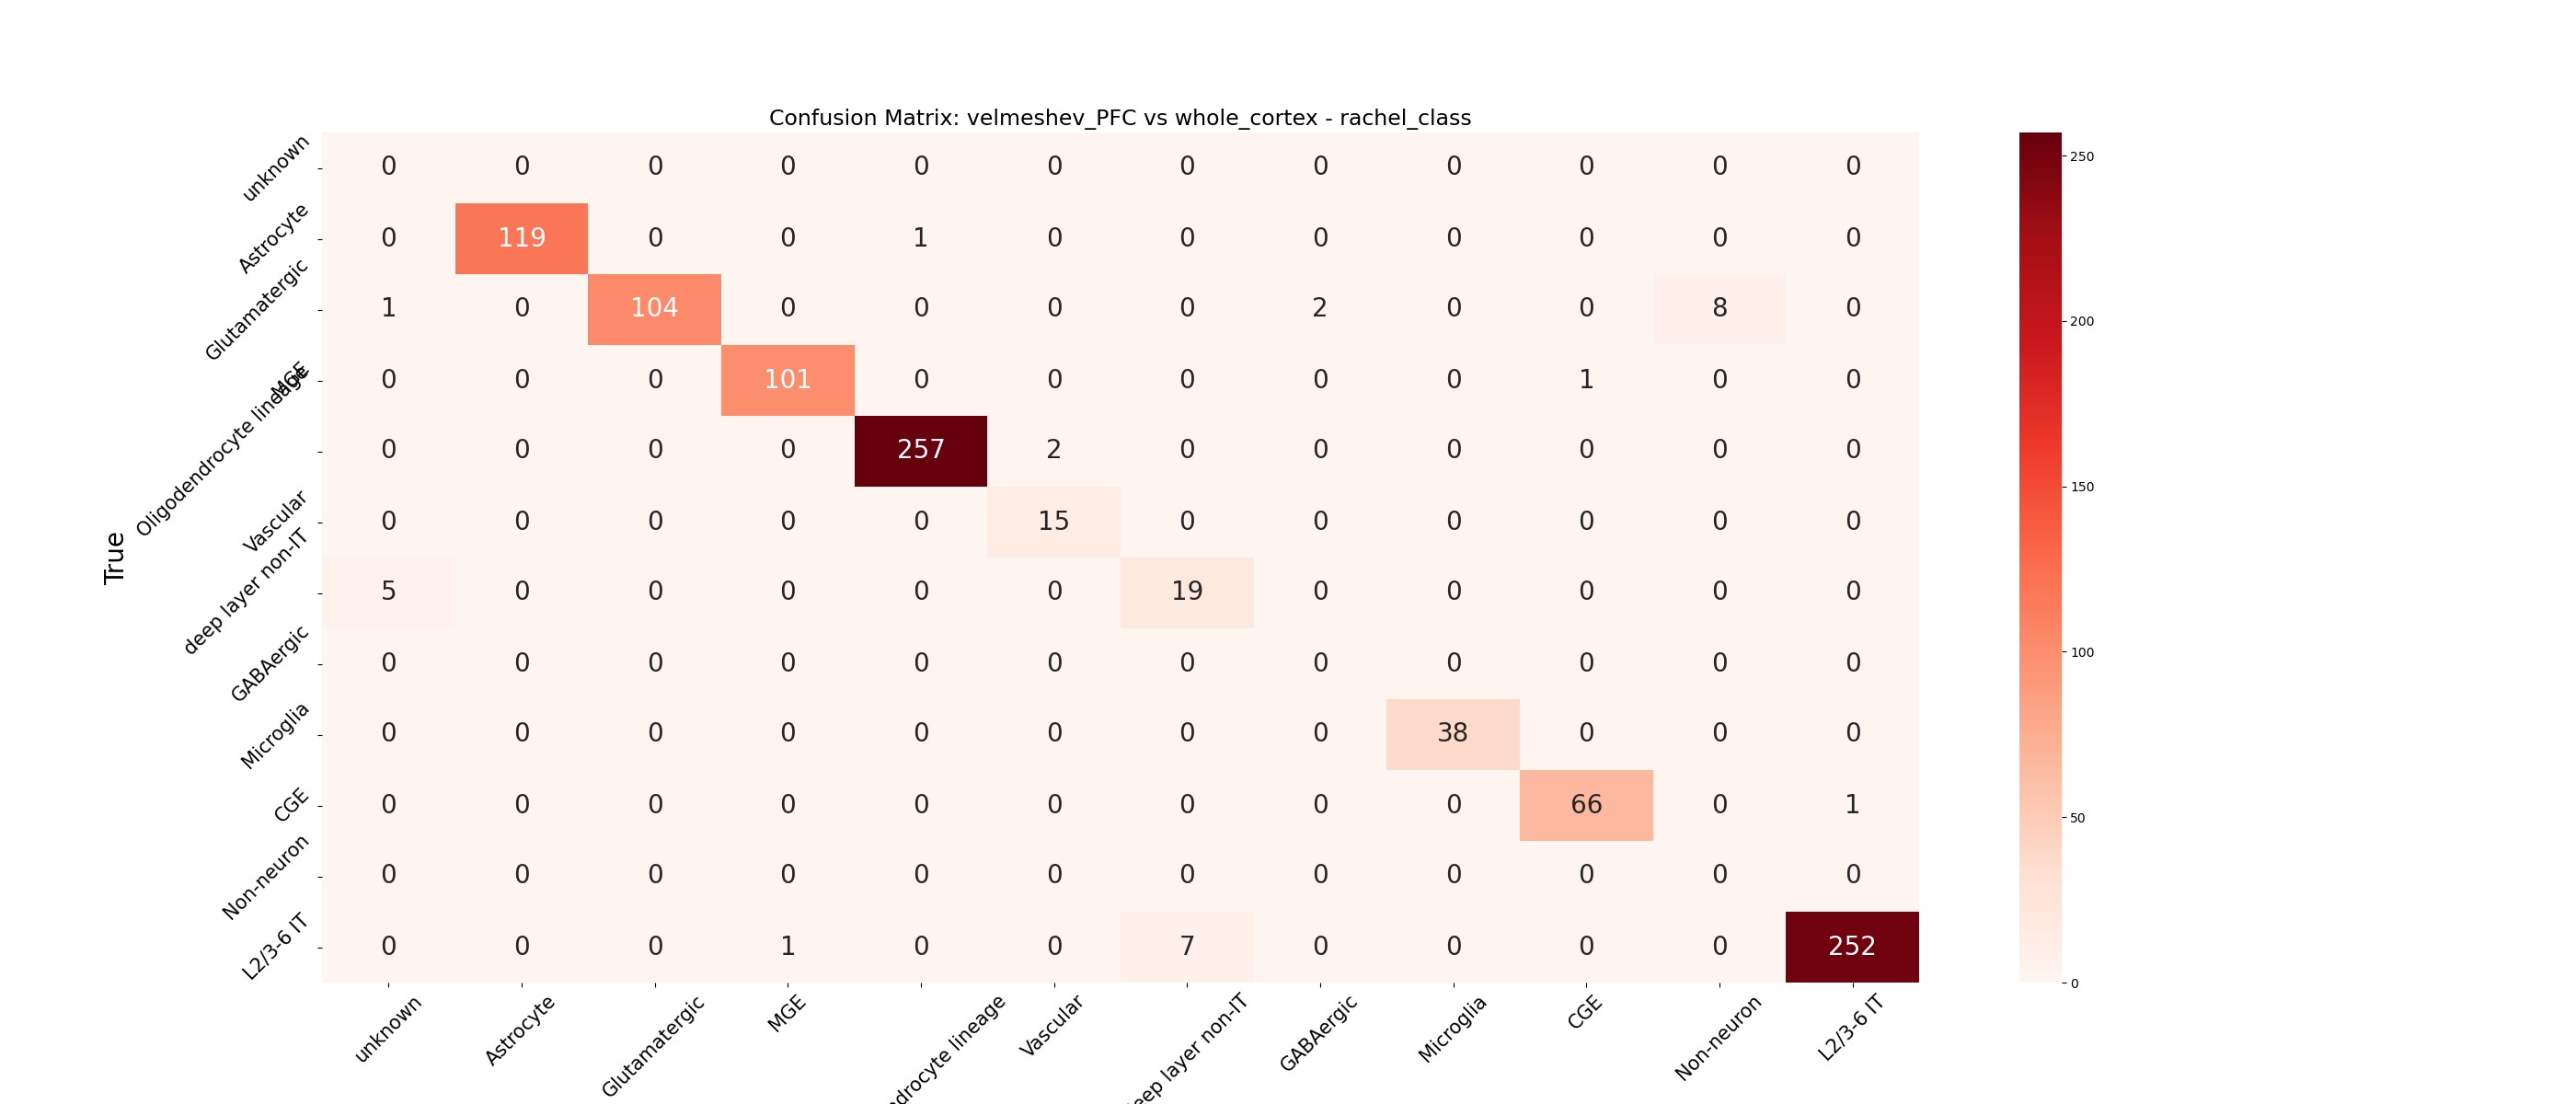 Confusion Matrix: velmeshev_PFC vs whole_cortex - rachel_class
True
unknown 0 0 0 0 0 0 0 0 0 0 0 0
Astrocyte 0 119 0 0 1 0 0 0 0 0 0 0
Glutamatergic 1 0 104 0 0 0 0 2 0 0 8 0
MGE 0 0 0 101 0 0 0 0 0 1 0 0
Oligodendrocyte lineage 0 0 0 0 257 2 0 0 0 0 0 0
Vascular 0 0 0 0 0 15 0 0 0 0 0 0
deep layer non-IT 5 0 0 0 0 0 19 0 0 0 0 0
GABAergic 0 0 0 0 0 0 0 0 0 0 0 0
Microglia 0 0 0 0 0 0 0 0 38 0 0 0
CGE 0 0 0 0 0 0 0 0 0 66 0 1
Non-neuron 0 0 0 0 0 0 0 0 0 0 0 0
L2/3-6 IT 0 0 0 1 0 0 7 0 0 0 0 252
unknown Astrocyte Glutamatergic MGE lineage Vascular layer non-IT GABAergic Microglia CGE Non-neuron L2/3-6 IT
250
200
150
100
50
0